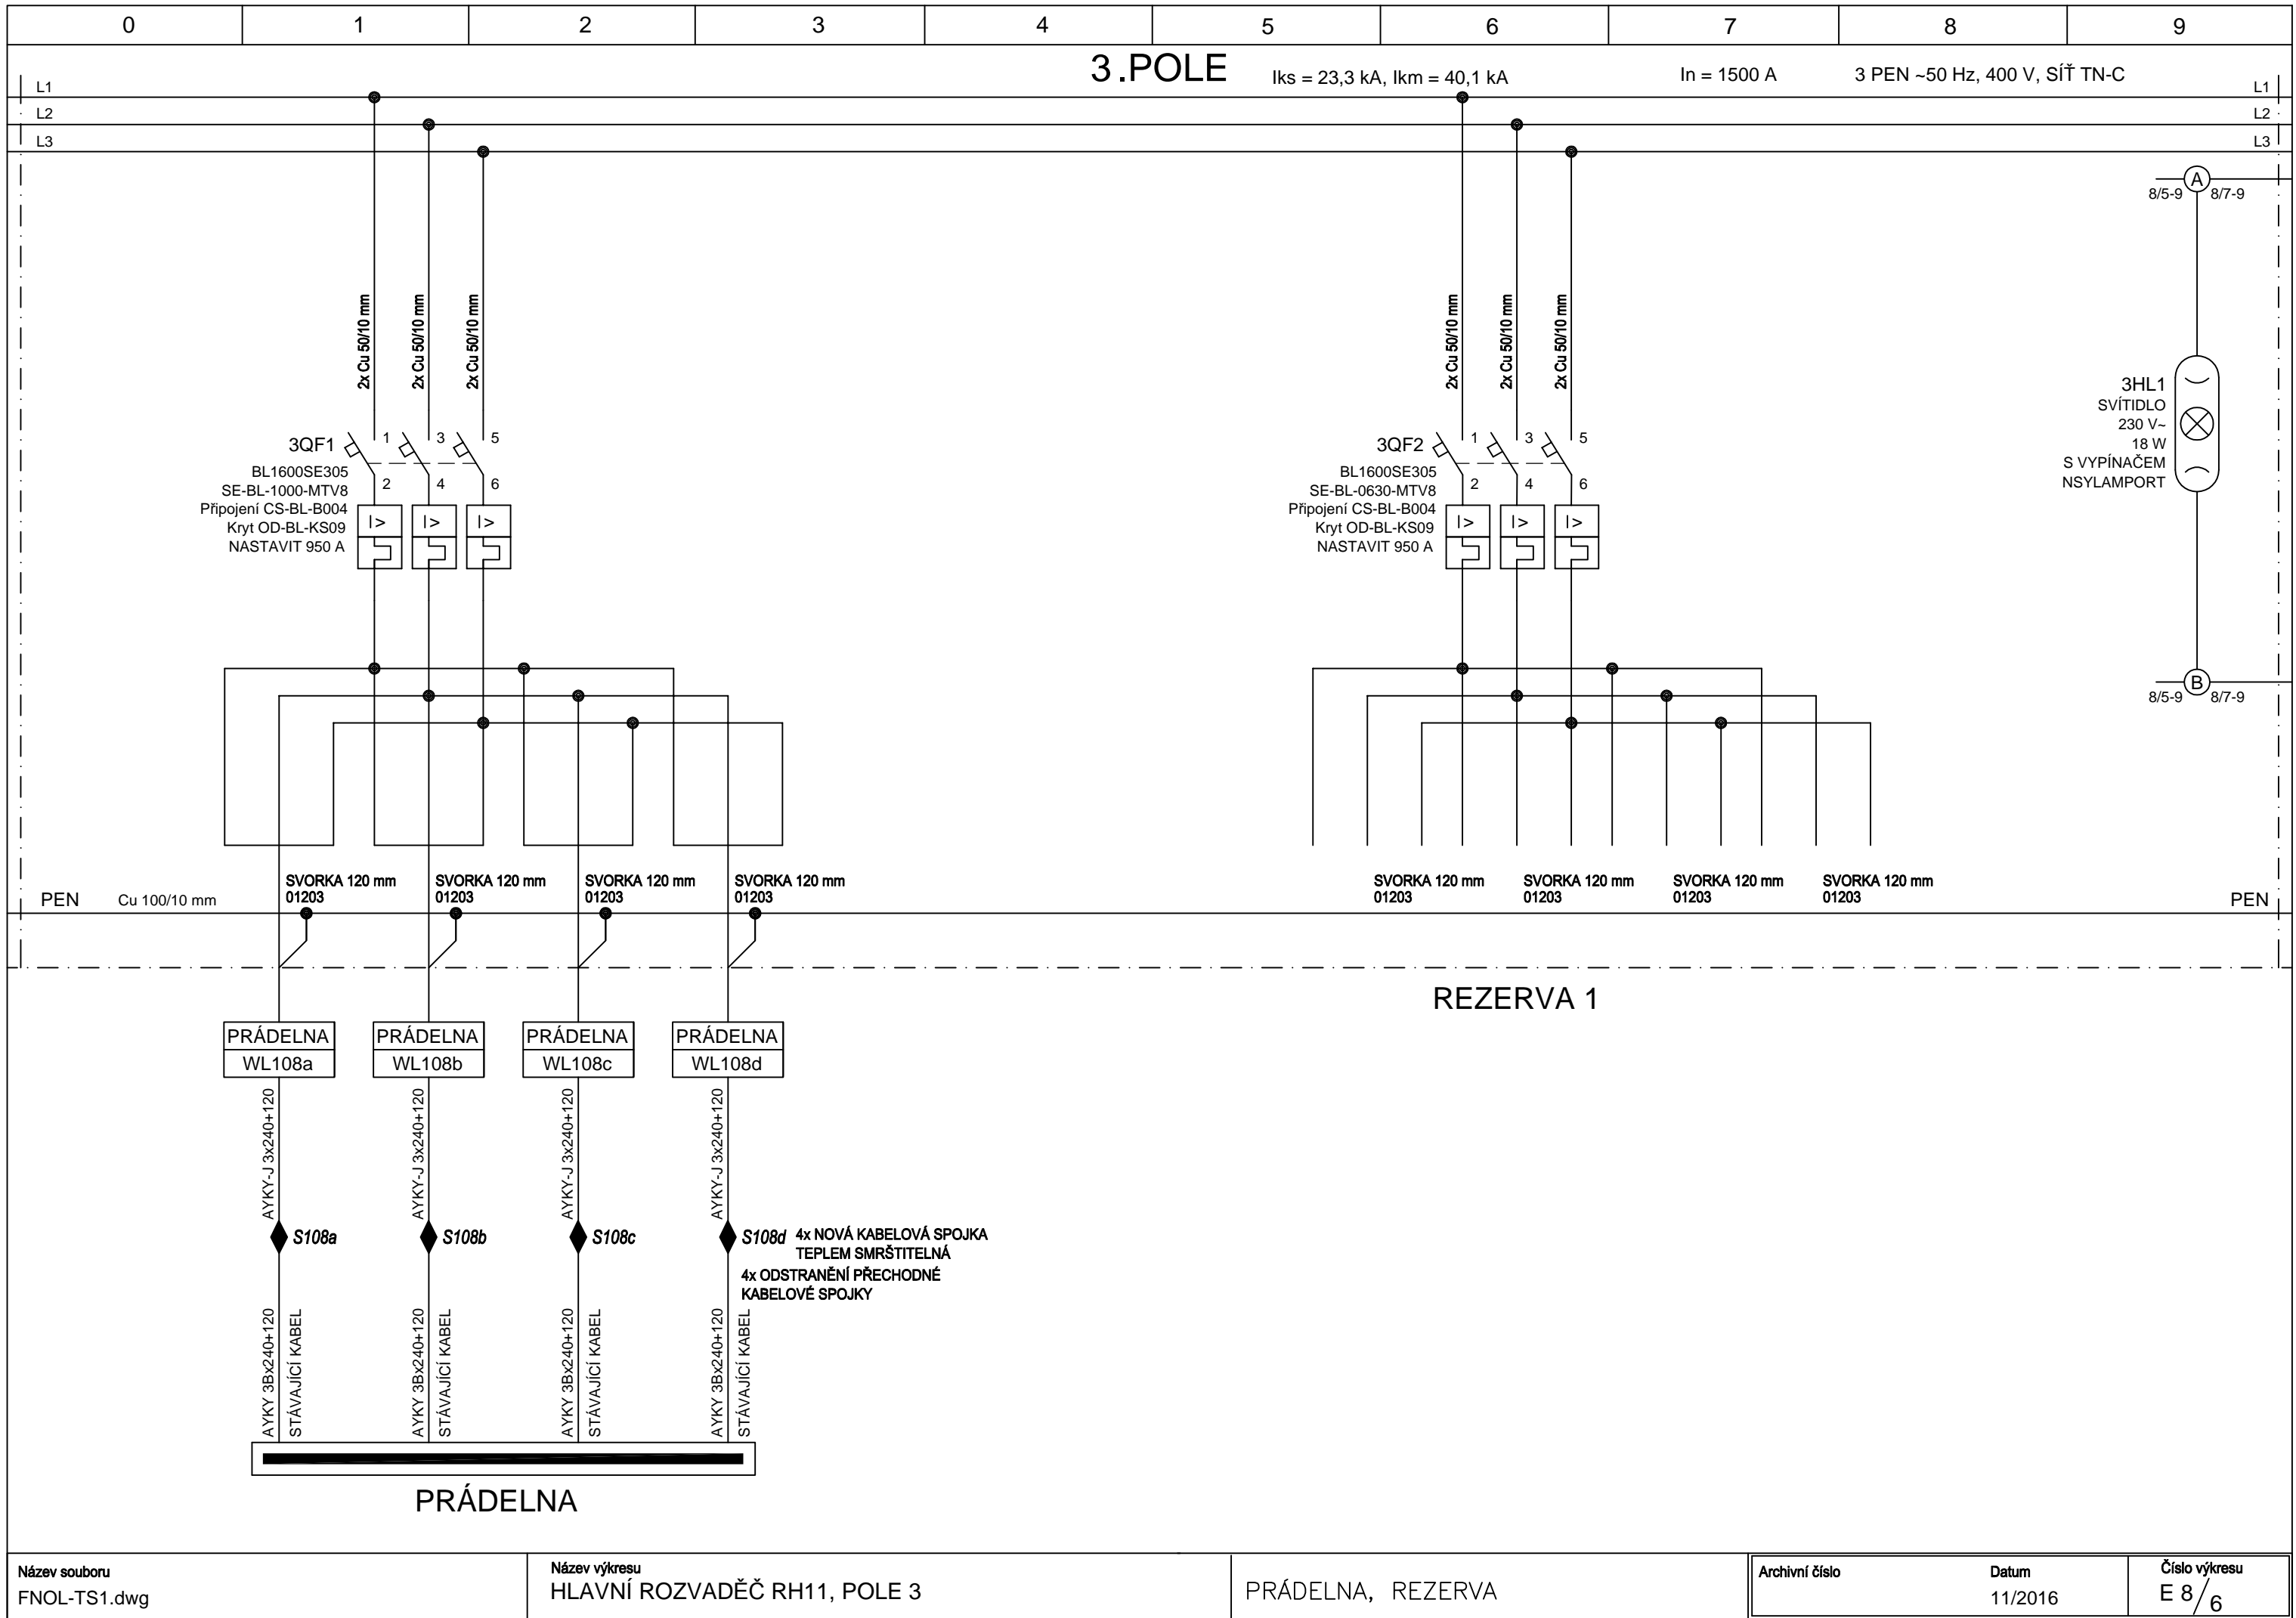 0 1 2 3 4 5 6 7 8 9
3.POLE Iks = 23,3 kA, Ikm = 40,1 kA In = 1500 A 3 PEN ~50 Hz, 400 V, SÍŤ TN-C
L1 L1
L2 L2
L3 L3
A
8/5-9 8/7-9
2x Cu 50/10 mm
2x Cu 50/10 mm
2x Cu 50/10 mm
2x Cu 50/10 mm
2x Cu 50/10 mm
2x Cu 50/10 mm
3QF1
BL1600SE305
SE-BL-1000-MTV8
Připojení CS-BL-B004
Kryt OD-BL-KS09
NASTAVIT 950 A
1 3 5
2 4 6
I> I> I>
3QF2
BL1600SE305
SE-BL-0630-MTV8
Připojení CS-BL-B004
Kryt OD-BL-KS09
NASTAVIT 950 A
1 3 5
2 4 6
I> I> I>
3HL1
SVÍTIDLO
230 V~
18 W
S VYPÍNAČEM
NSYLAMPORT
B
8/5-9 8/7-9
SVORKA 120 mm
01203
SVORKA 120 mm
01203
SVORKA 120 mm
01203
SVORKA 120 mm
01203
SVORKA 120 mm
01203
SVORKA 120 mm
01203
SVORKA 120 mm
01203
SVORKA 120 mm
01203
PEN Cu 100/10 mm PEN
REZERVA 1
PRÁDELNA
WL108a
PRÁDELNA
WL108b
PRÁDELNA
WL108c
PRÁDELNA
WL108d
AYKY-J 3x240+120
AYKY-J 3x240+120
AYKY-J 3x240+120
AYKY-J 3x240+120
S108a
S108b
S108c
S108d
4x NOVÁ KABELOVÁ SPOJKA
TEPLEM SMRŠTITELNÁ
4x ODSTRANĚNÍ PŘECHODNÉ
KABELOVÉ SPOJKY
AYKY 3Bx240+120
STÁVAJÍCÍ KABEL
AYKY 3Bx240+120
STÁVAJÍCÍ KABEL
AYKY 3Bx240+120
STÁVAJÍCÍ KABEL
AYKY 3Bx240+120
STÁVAJÍCÍ KABEL
PRÁDELNA
Název souboru
FNOL-TS1.dwg
Název výkresu
HLAVNÍ ROZVADĚČ RH11, POLE 3
PRÁDELNA, REZERVA
Archivní číslo
Datum
11/2016
Číslo výkresu
E 8/6